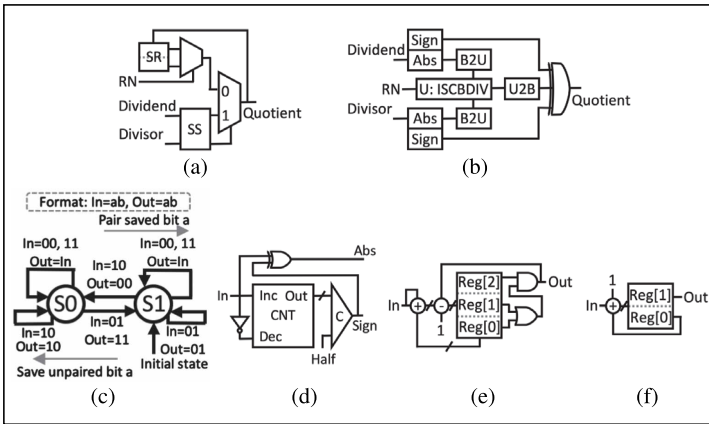 SR
RN
0
Dividend
1
Quotient
Divisor
SS
(a)
Sign
Dividend
Abs
B2U
RN
U: ISCBDIV
U2B
Quotient
Abs
B2U
Divisor
Sign
(b)
Format: In=ab, Out=ab
Pair saved bit a
In=00, 11
Out=In
In=10
Out=00
In=00, 11
Out=In
S0
S1
In=10
Out=10
In=01
Out=11
In=01
Out=01
Save unpaired bit a
Initial state
(c)
Abs
In
Inc
Out
CNT
Dec
C
Sign
Half
(d)
In
+
-
1
Reg[2]
Reg[1]
Reg[0]
Out
(e)
1
In
+
Reg[1]
Reg[0]
Out
(f)